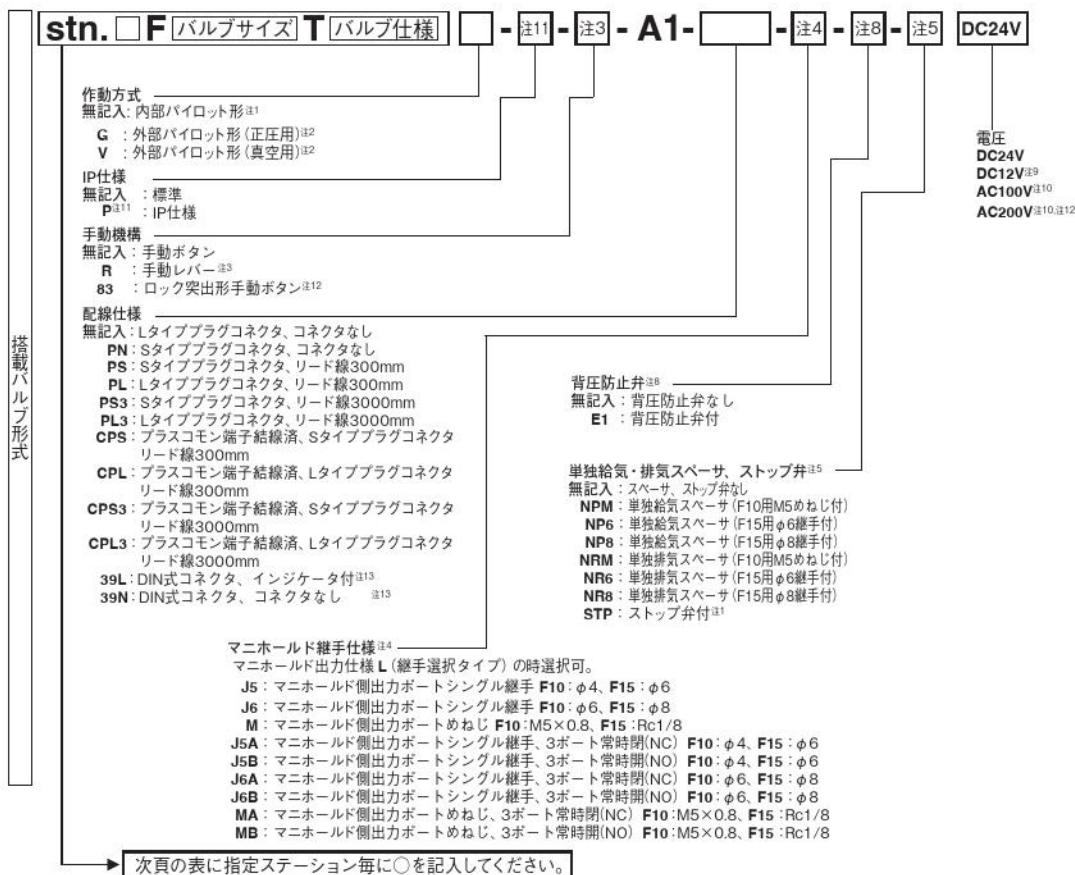 stn. □ F バルブサイズ T バルブ仕様 □ - 注11 - 注3 - A1- □ - 注4 - 注8 - 注5 DC24V
搭載バルブ形式
作動方式
無記入: 内部パイロット形注1
G : 外部パイロット形 (正圧用)注2
V : 外部パイロット形 (真空用)注2
IP仕様
無記入 : 標準
P注11 : IP仕様
手動機構
無記入 : 手動ボタン
R : 手動レバー注3
83 : ロック突出形手動ボタン注12
配線仕様
無記入 : Lタイププラグコネクタ、コネクタなし
PN : Sタイププラグコネクタ、コネクタなし
PS : Sタイププラグコネクタ、リード線300mm
PL : Lタイププラグコネクタ、リード線300mm
PS3 : Sタイププラグコネクタ、リード線3000mm
PL3 : Lタイププラグコネクタ、リード線3000mm
CPS : プラスコモン端子結線済、Sタイププラグコネクタ
リード線300mm
CPL : プラスコモン端子結線済、Lタイププラグコネクタ
リード線300mm
CPS3 : プラスコモン端子結線済、Sタイププラグコネクタ
リード線3000mm
CPL3 : プラスコモン端子結線済、Lタイププラグコネクタ
リード線3000mm
39L : DIN式コネクタ、インジケータ付注13
39N : DIN式コネクタ、コネクタなし 注13
電圧
DC24V
DC12V注9
AC100V注10
AC200V注10,注12
背圧防止弁注8
無記入 : 背圧防止弁なし
E1 : 背圧防止弁付
単独給気・排気スペーサ、ストップ弁注5
無記入 : スペーサ、ストップ弁なし
NPM : 単独給気スペーサ (F10用M5めねじ付)
NP6 : 単独給気スペーサ (F15用φ6継手付)
NP8 : 単独給気スペーサ (F15用φ8継手付)
NRM : 単独排気スペーサ (F10用M5めねじ付)
NR6 : 単独排気スペーサ (F15用φ6継手付)
NR8 : 単独排気スペーサ (F15用φ8継手付)
STP : ストップ弁付注1
マニホールド継手仕様注4
マニホールド出力仕様 L (継手選択タイプ) の時選択可。
J5 : マニホールド側出力ポートシングル継手 F10 : φ4、F15 : φ6
J6 : マニホールド側出力ポートシングル継手 F10 : φ6、F15 : φ8
M : マニホールド側出力ポートめねじ F10 :M5×0.8、F15 :Rc1/8
J5A : マニホールド側出力ポートシングル継手、3ポート常時閉(NC) F10 : φ4、F15 : φ6
J5B : マニホールド側出力ポートシングル継手、3ポート常時開(NO) F10 : φ4、F15 : φ6
J6A : マニホールド側出力ポートシングル継手、3ポート常時閉(NC) F10 : φ6、F15 : φ8
J6B : マニホールド側出力ポートシングル継手、3ポート常時開(NO) F10 : φ6、F15 : φ8
MA : マニホールド側出力ポートめねじ、3ポート常時閉(NC) F10 :M5×0.8、F15 :Rc1/8
MB : マニホールド側出力ポートめねじ、3ポート常時開(NO) F10 :M5×0.8、F15 :Rc1/8
次頁の表に指定ステーション毎に○を記入してください。